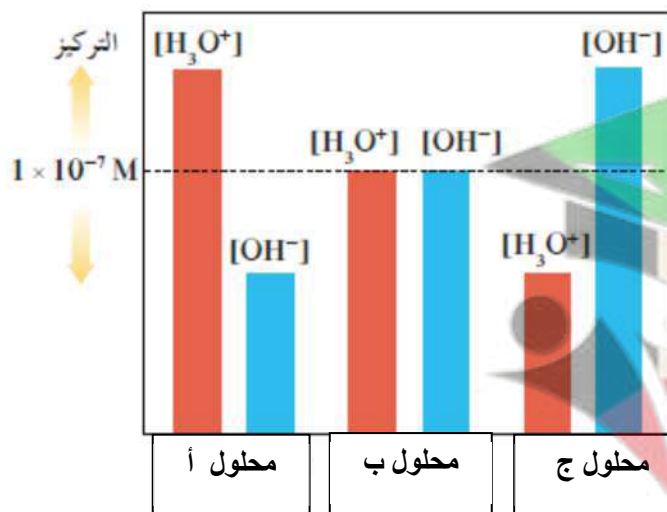 التركيز
[H₃O⁺]
[OH⁻]
[H₃O⁺] [OH⁻]
1 × 10⁻⁷ M
[OH⁻]
[H₃O⁺]
محلول أ
محلول ب
محلول ج